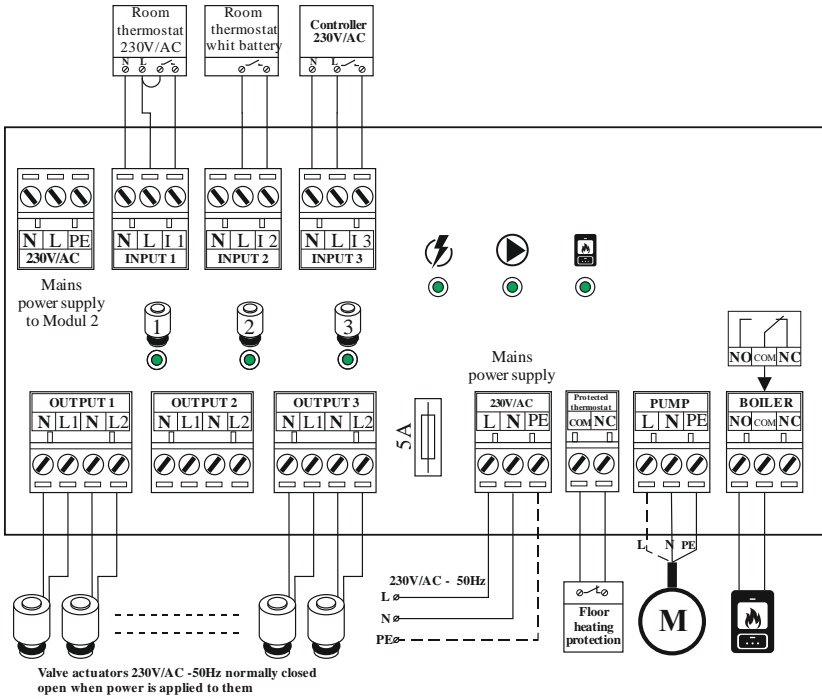 Room
thermostat
230V/AC
N L
Room
thermostat
whit battery
Controller
230V/AC
N L
N L PE
230V/AC
N L I 1
INPUT 1
N L I 2
INPUT 2
N L I 3
INPUT 3
Mains
power supply
to Modul 2
1
2
3
OUTPUT 1
N L1 N L2
OUTPUT 2
N L1 N L2
OUTPUT 3
N L1 N L2
5A
Mains
power supply
230V/AC
L N PE
Protected
thermostat
COM NC
PUMP
L N PE
NO COM NC
BOILER
NO COM NC
L N PE
230V/AC - 50Hz
L
N
PE
Floor
heating
protection
M
Valve actuators 230V/AC -50Hz normally closed
open when power is applied to them